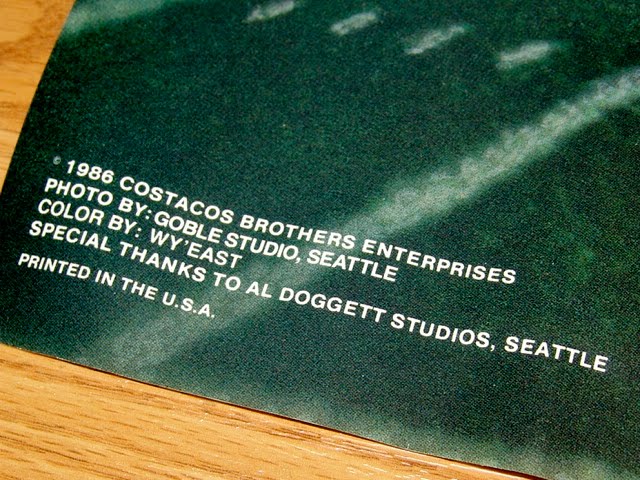 © 1986 COSTACOS BROTHERS ENTERPRISES
PHOTO BY: GOBLE STUDIO, SEATTLE
COLOR BY: WY'EAST
SPECIAL THANKS TO AL DOGGETT STUDIOS, SEATTLE
PRINTED IN THE U.S.A.